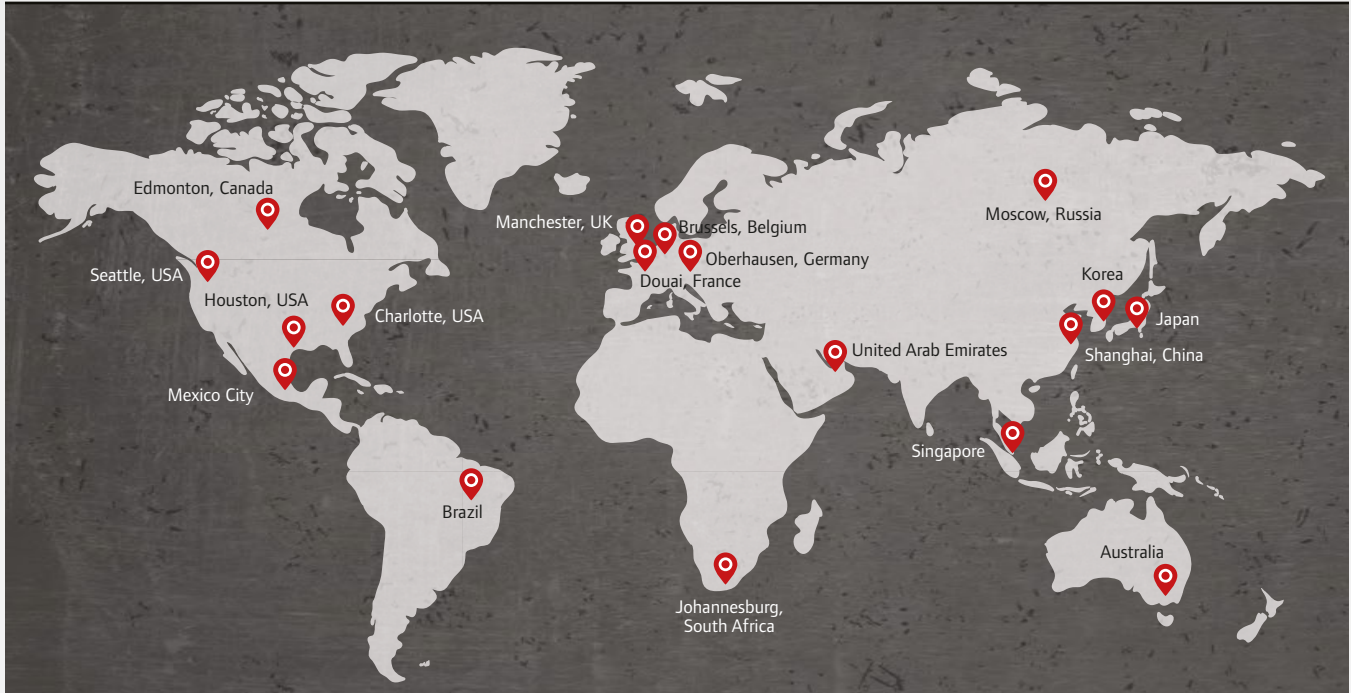 Edmonton, Canada
Manchester, UK
Brussels, Belgium
Moscow, Russia
Oberhausen, Germany
Seattle, USA
Douai, France
Korea
Houston, USA
Charlotte, USA
Japan
United Arab Emirates
Shanghai, China
Mexico City
Singapore
Brazil
Australia
Johannesburg,
South Africa